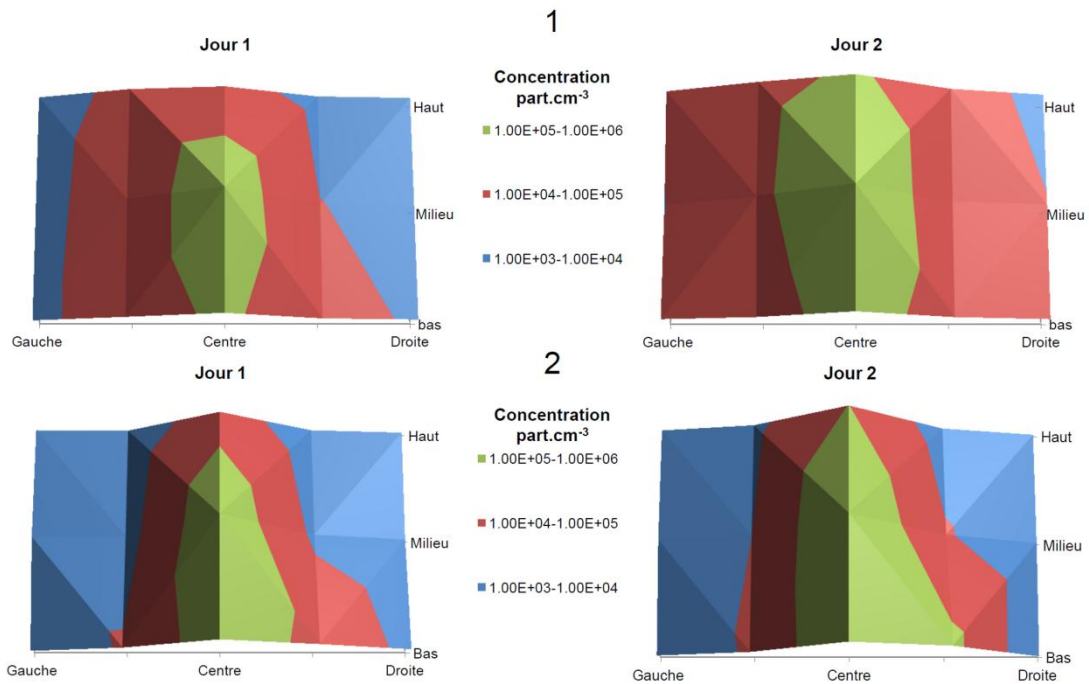 1
Jour 1
Jour 2
Concentration
part.cm-3
1.00E+05-1.00E+06
1.00E+04-1.00E+05
1.00E+03-1.00E+04
Haut
Milieu
bas
Gauche
Centre
Droite
Haut
Milieu
bas
Gauche
Centre
Droite
2
Jour 1
Jour 2
Concentration
part.cm-3
1.00E+05-1.00E+06
1.00E+04-1.00E+05
1.00E+03-1.00E+04
Haut
Milieu
Bas
Gauche
Centre
Droite
Haut
Milieu
Bas
Gauche
Centre
Droite